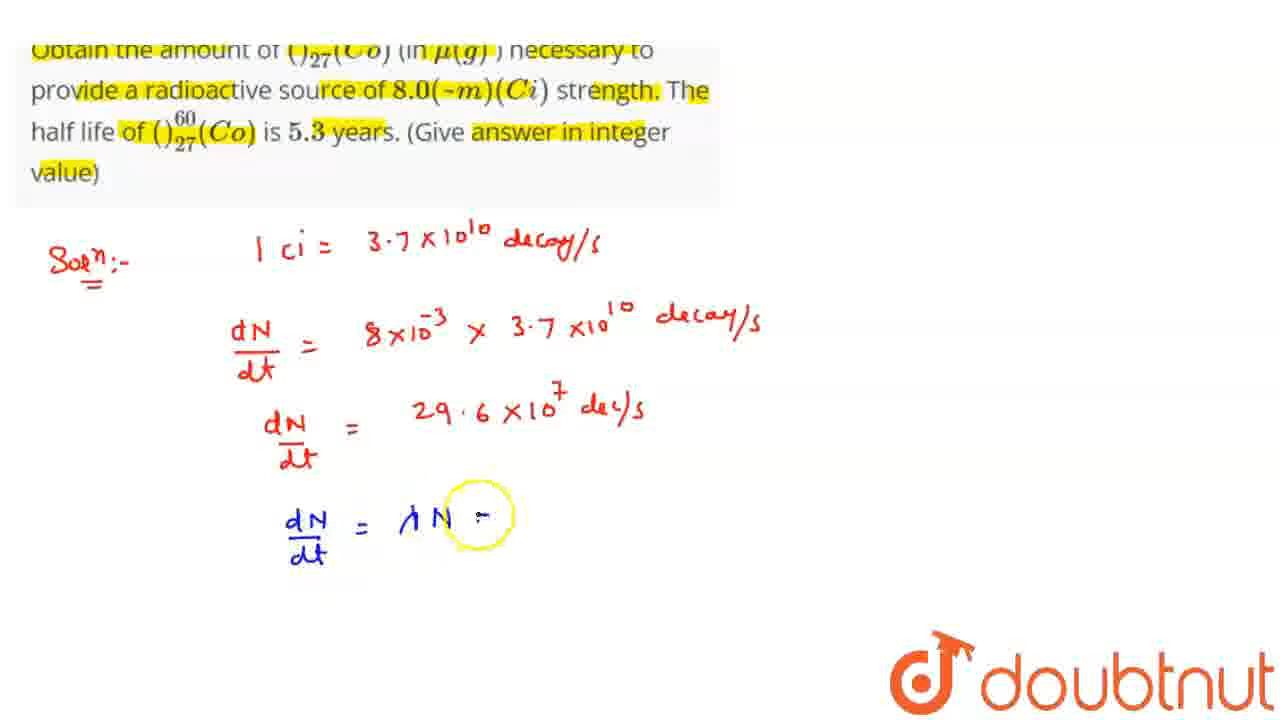 Obtain the amount of ()₂₇(Co) (in μ(g)) necessary to
provide a radioactive source of 8.0(~m)(Ci) strength. The
half life of ()⁶⁰₂₇(Co) is 5.3 years. (Give answer in integer
value)
Solⁿ:- 1 ci = 3.7 × 10¹⁰ decay/s
dN/dt = 8×10⁻³ × 3.7 ×10¹⁰ decay/s
dN/dt = 29.6 ×10⁷ dec/s
dN/dt = λN =
doubtnut